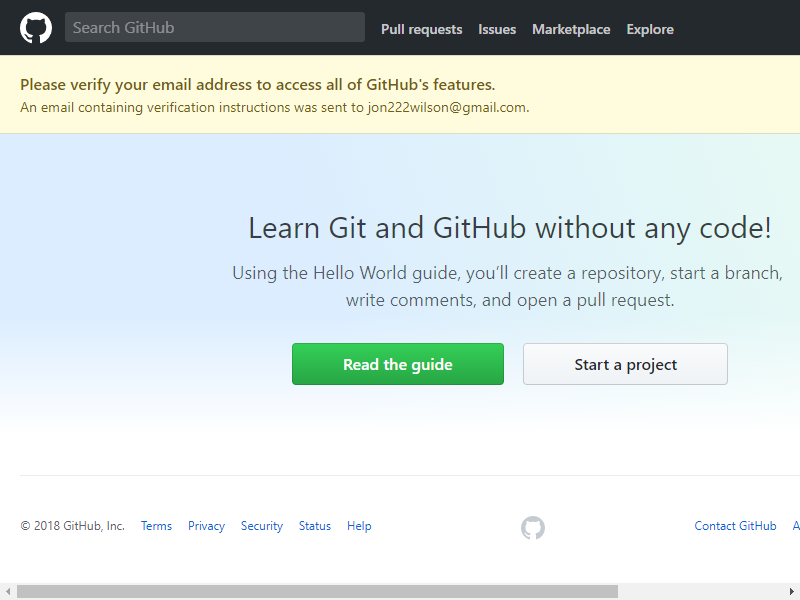 Search GitHub
Pull requests
Issues
Marketplace
Explore
Please verify your email address to access all of GitHub's features.
An email containing verification instructions was sent to jon222wilson@gmail.com.
Learn Git and GitHub without any code!
Using the Hello World guide, you’ll create a repository, start a branch,
write comments, and open a pull request.
Read the guide
Start a project
© 2018 GitHub, Inc.
Terms
Privacy
Security
Status
Help
Contact GitHub